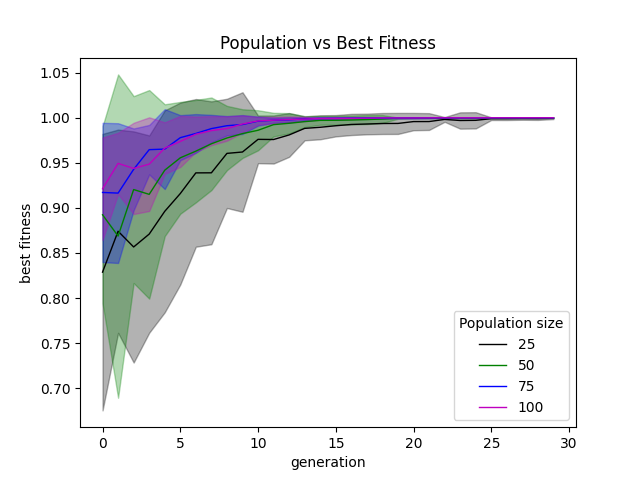 Population vs Best Fitness
1.05
1.00
0.95
0.90
0.85
0.80
0.75
0.70
best fitness
0 5 10 15 20 25 30
generation
Population size
25
50
75
100